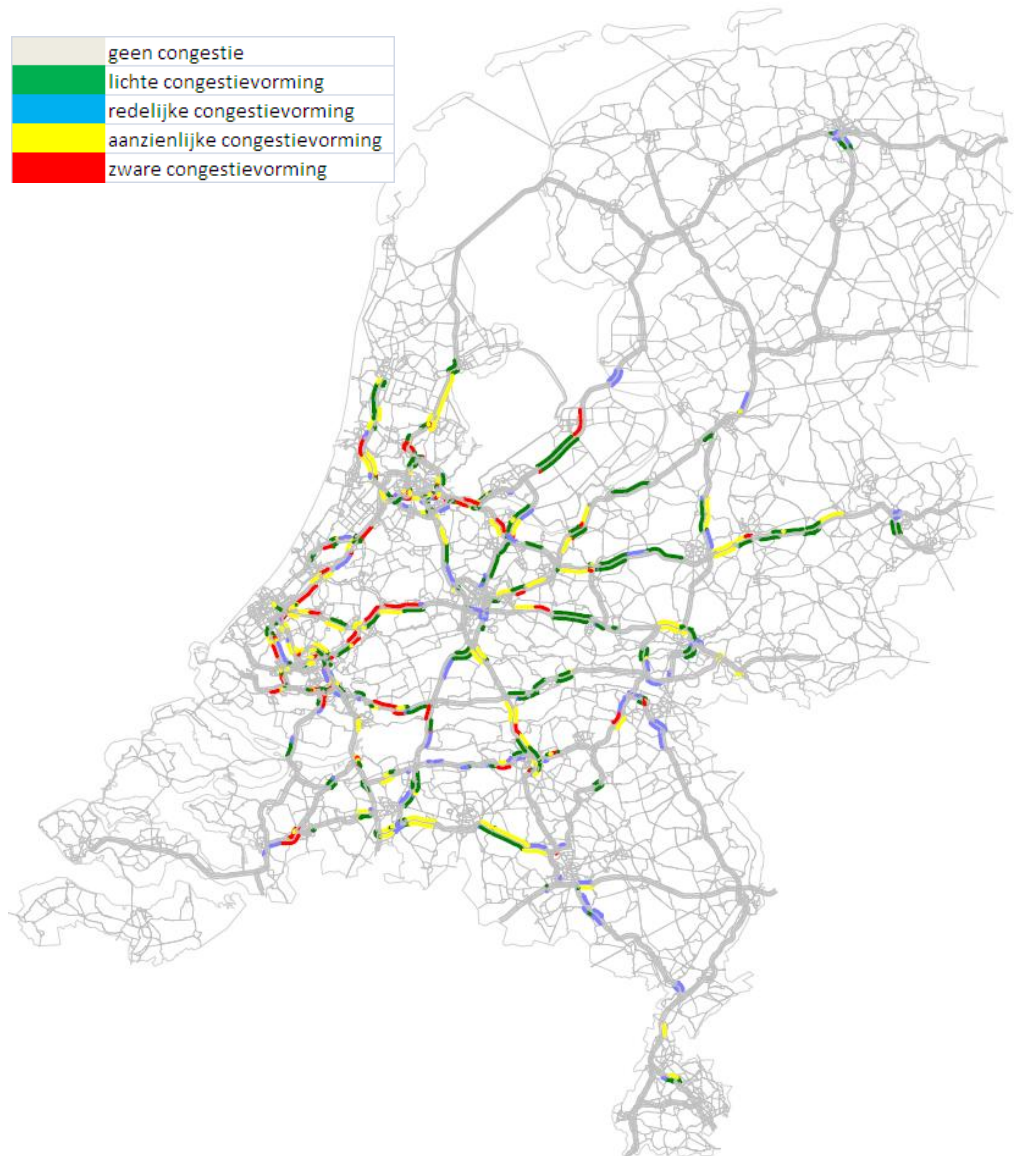 geen congestie
lichte congestievorming
redelijke congestievorming
aanzienlijke congestievorming
zware congestievorming